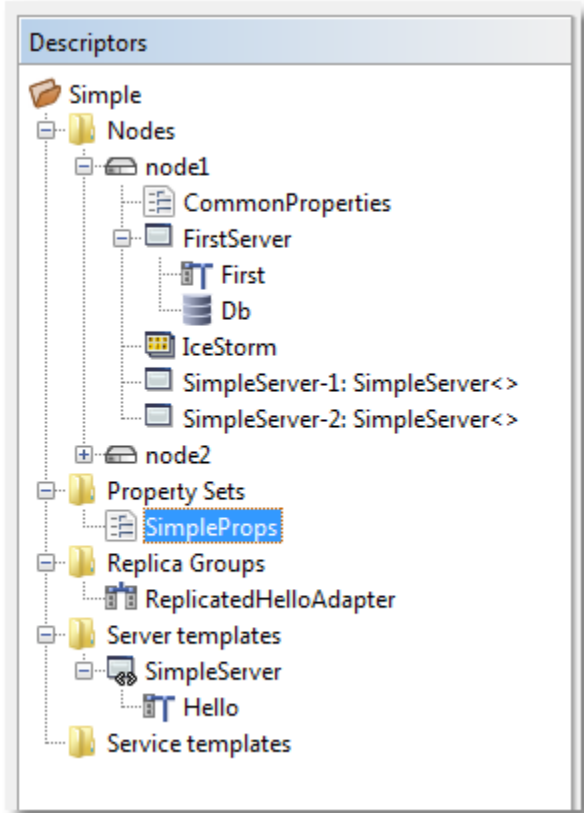 Descriptors
Simple
Nodes
node1
CommonProperties
FirstServer
First
Db
IceStorm
SimpleServer-1: SimpleServer<>
SimpleServer-2: SimpleServer<>
node2
Property Sets
SimpleProps
Replica Groups
ReplicatedHelloAdapter
Server templates
SimpleServer
Hello
Service templates